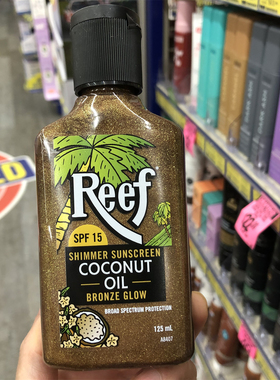 Reef
SPF 15
SHIMMER SUNSCREEN
COCONUT
OIL
BRONZE GLOW
BROAD SPECTRUM PROTECTION
125 mL